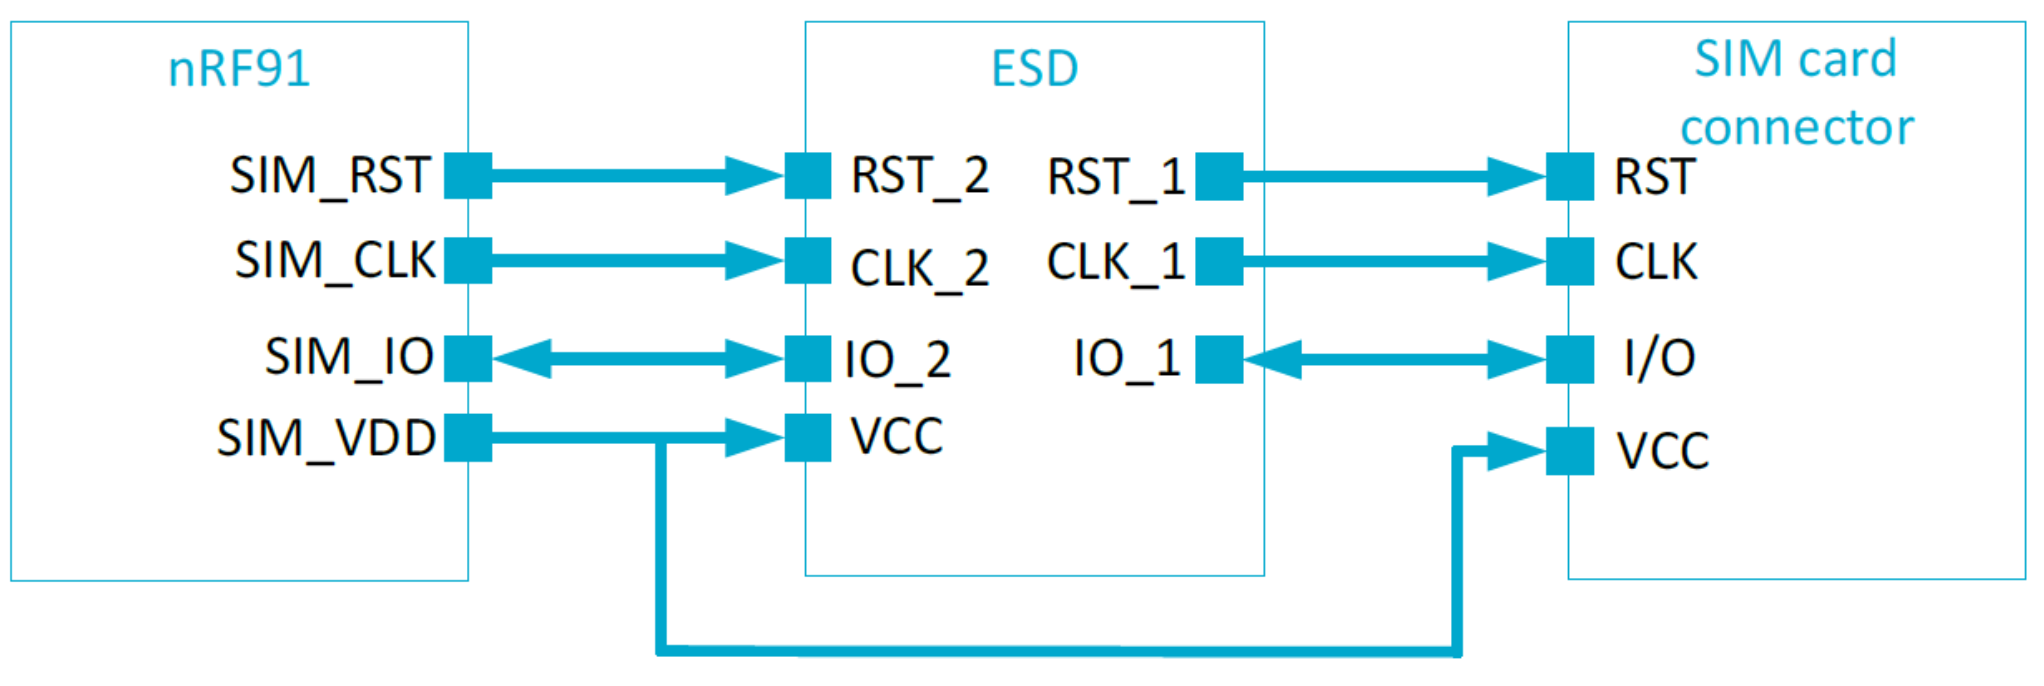 nRF91
SIM_RST
SIM_CLK
SIM_IO
SIM_VDD
ESD
RST_2
CLK_2
IO_2
VCC
RST_1
CLK_1
IO_1
SIM card
connector
RST
CLK
I/O
VCC